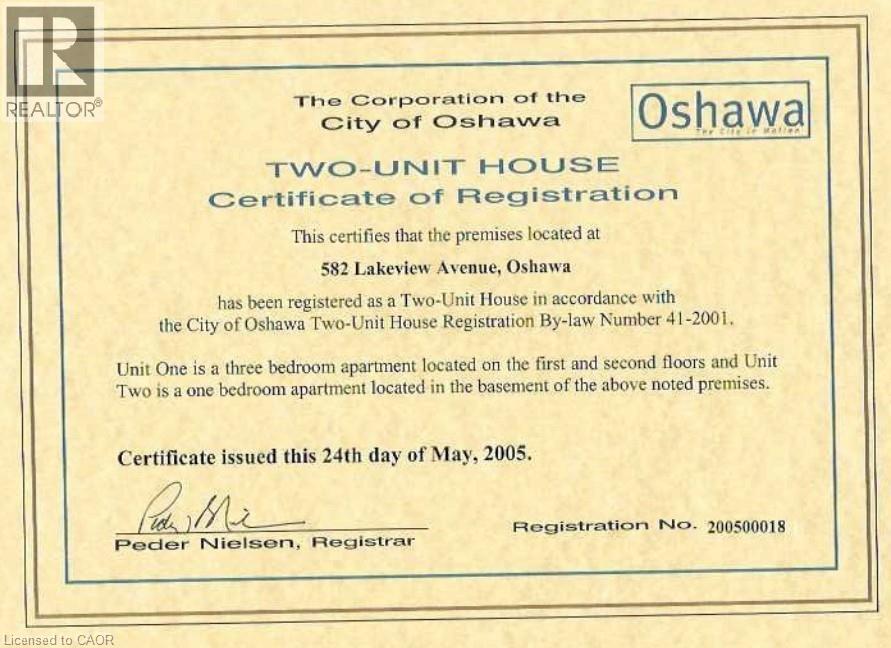 REALTOR®
The Corporation of the
City of Oshawa
Oshawa
The City in Motion
TWO-UNIT HOUSE
Certificate of Registration
This certifies that the premises located at
582 Lakeview Avenue, Oshawa
has been registered as a Two-Unit House in accordance with
the City of Oshawa Two-Unit House Registration By-law Number 41-2001.
Unit One is a three bedroom apartment located on the first and second floors and Unit
Two is a one bedroom apartment located in the basement of the above noted premises.
Certificate issued this 24th day of May, 2005.
Peder Nielsen, Registrar
Registration No. 200500018
Licensed to CAOR